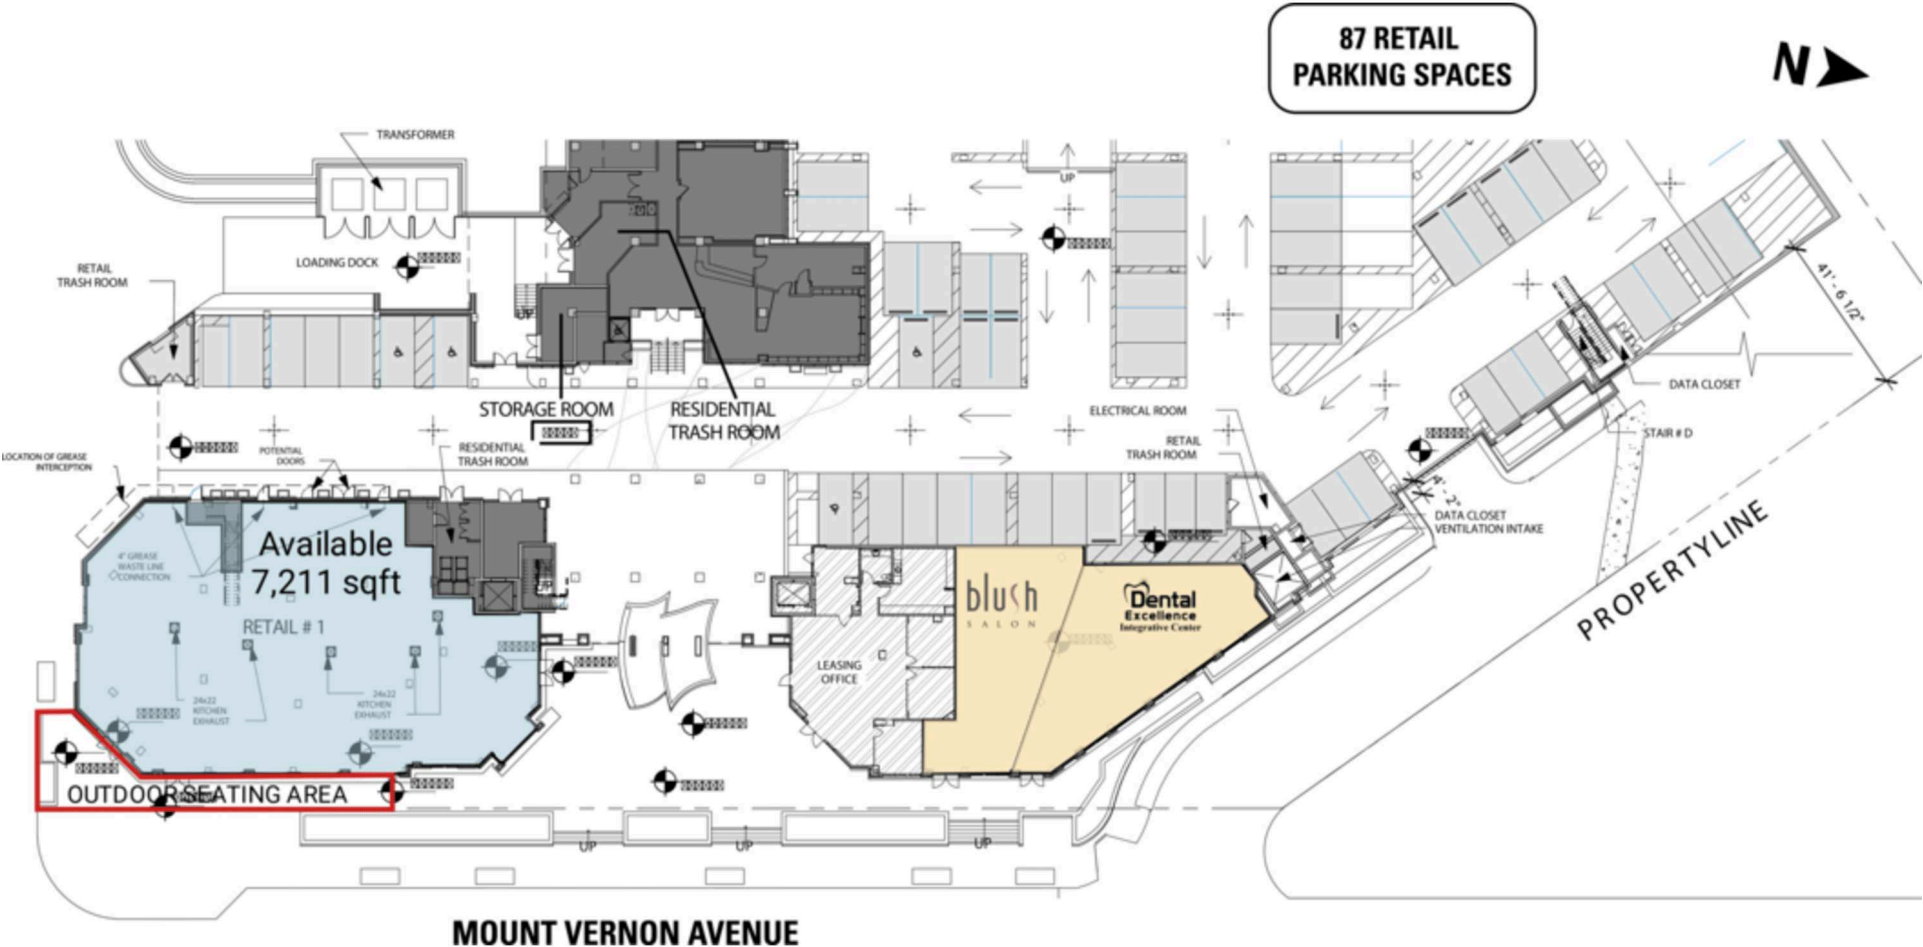 87 RETAIL
PARKING SPACES
N
TRANSFORMER
UP
LOADING DOCK
RETAIL
TRASH ROOM
UP
41' - 6 1/2"
STORAGE ROOM
RESIDENTIAL
TRASH ROOM
DATA CLOSET
ELECTRICAL ROOM
RETAIL
TRASH ROOM
STAIR # D
LOCATION OF GREASE
INTERCEPTION
POTENTIAL
DOORS
RESIDENTIAL
TRASH ROOM
4' - 2"
DATA CLOSET
VENTILATION INTAKE
PROPERTY LINE
Available
7,211 sqft
4" GREASE
WASTE LINE
CONNECTION
RETAIL # 1
24x22
KITCHEN
EXHAUST
24x22
KITCHEN
EXHAUST
LEASING
OFFICE
blush
SALON
Dental
Excellence
Integrative Center
OUTDOOR SEATING AREA
UP
UP
UP
MOUNT VERNON AVENUE